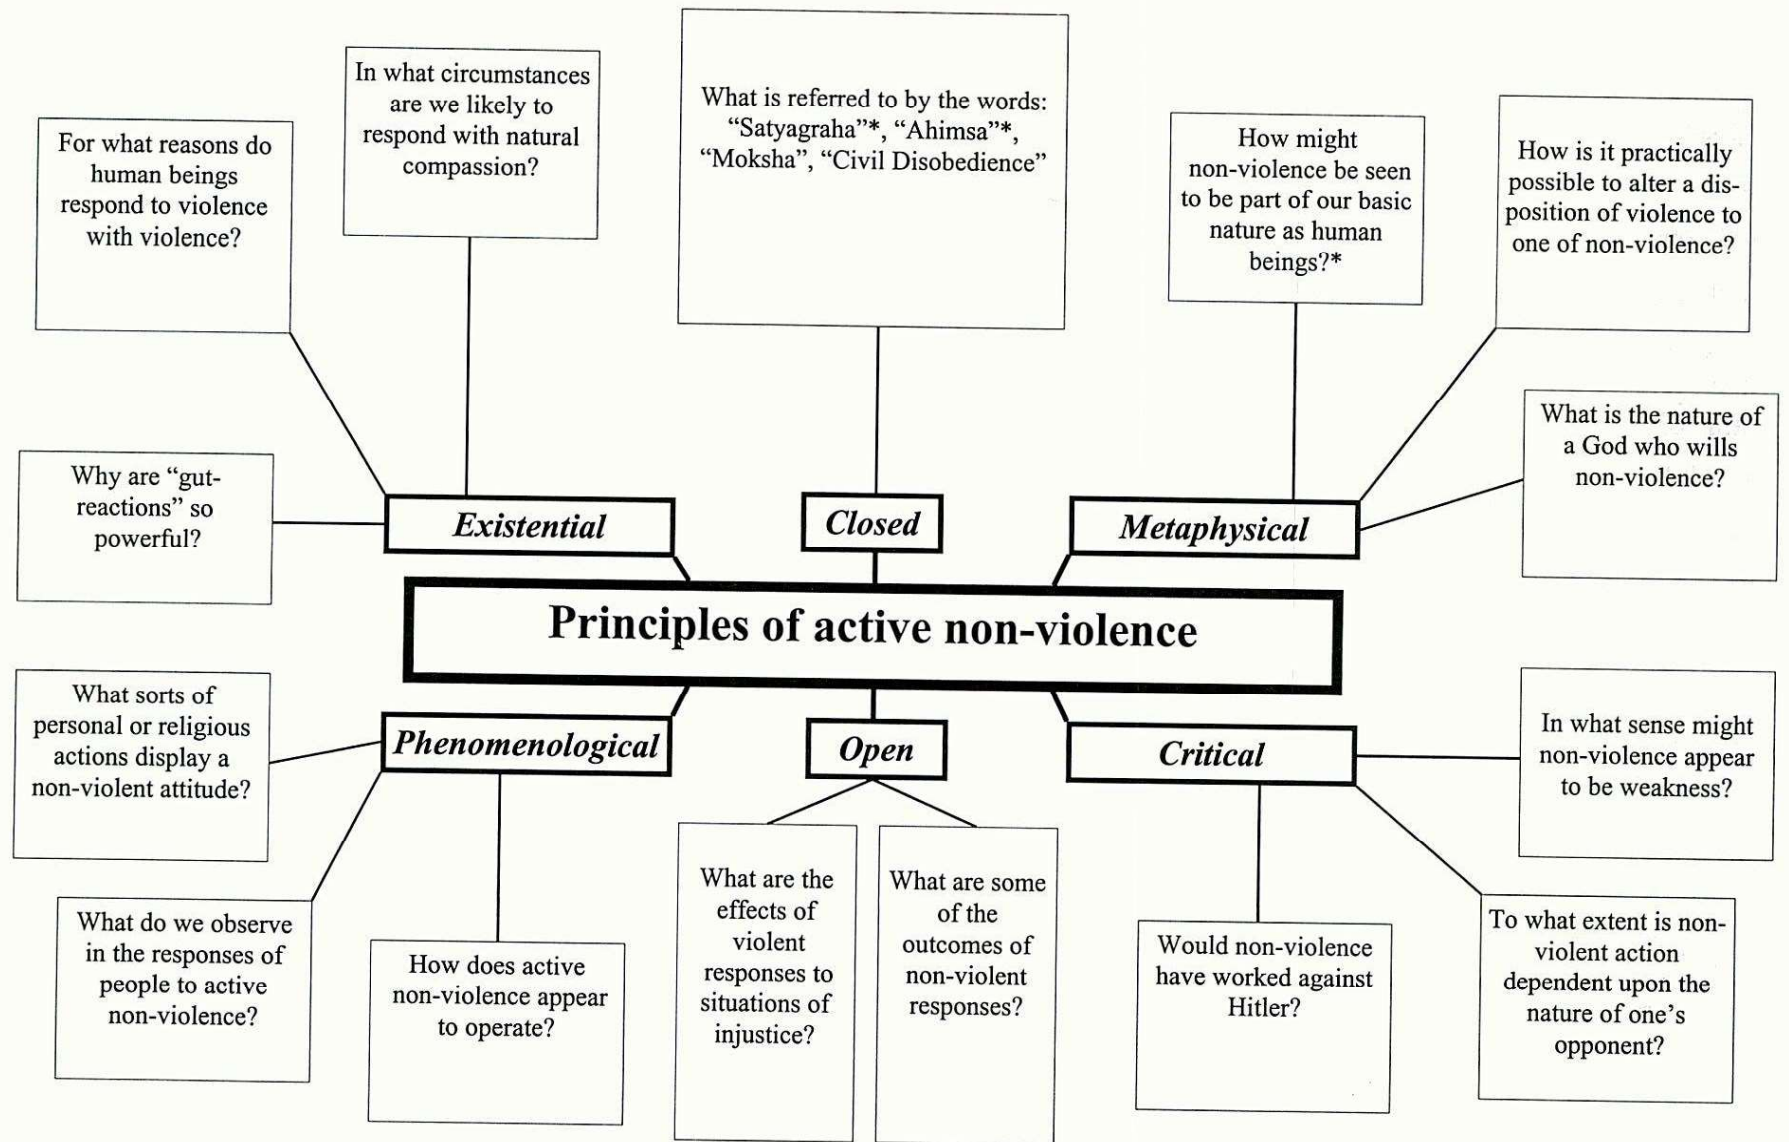 In what circumstances
are we likely to
respond with natural
compassion?
For what reasons do
human beings
respond to violence
with violence?
What is referred to by the words:
“Satyagraha”*, “Ahimsa”*,
“Moksha”, “Civil Disobedience”
How might
non-violence be seen
to be part of our basic
nature as human
beings?*
How is it practically
possible to alter a dis-
position of violence to
one of non-violence?
Why are “gut-
reactions” so
powerful?
What is the nature of
a God who wills
non-violence?
Existential
Closed
Metaphysical
Principles of active non-violence
Phenomenological
Open
Critical
What sorts of
personal or religious
actions display a
non-violent attitude?
What do we observe
in the responses of
people to active
non-violence?
How does active
non-violence appear
to operate?
What are the
effects of
violent
responses to
situations of
injustice?
What are some
of the
outcomes of
non-violent
responses?
Would non-violence
have worked against
Hitler?
In what sense might
non-violence appear
to be weakness?
To what extent is non-
violent action
dependent upon the
nature of one’s
opponent?